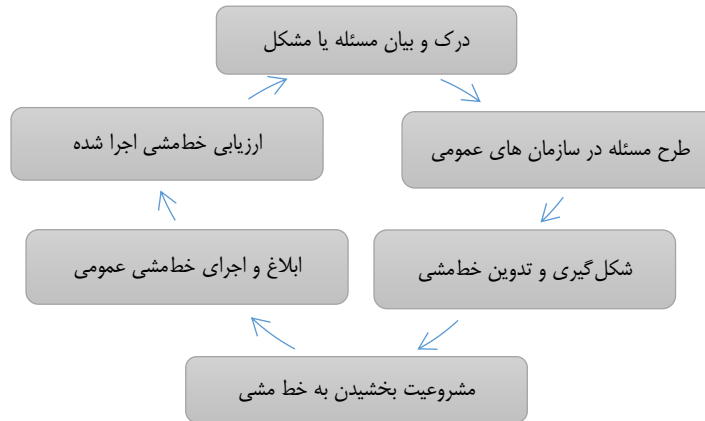 درک و بیان مسئله یا مشکل
طرح مسئله در سازمان های عمومی
شکل‌گیری و تدوین خط‌مشی
مشروعیت بخشیدن به خط مشی
ابلاغ و اجرای خط‌مشی عمومی
ارزیابی خط‌مشی اجرا شده